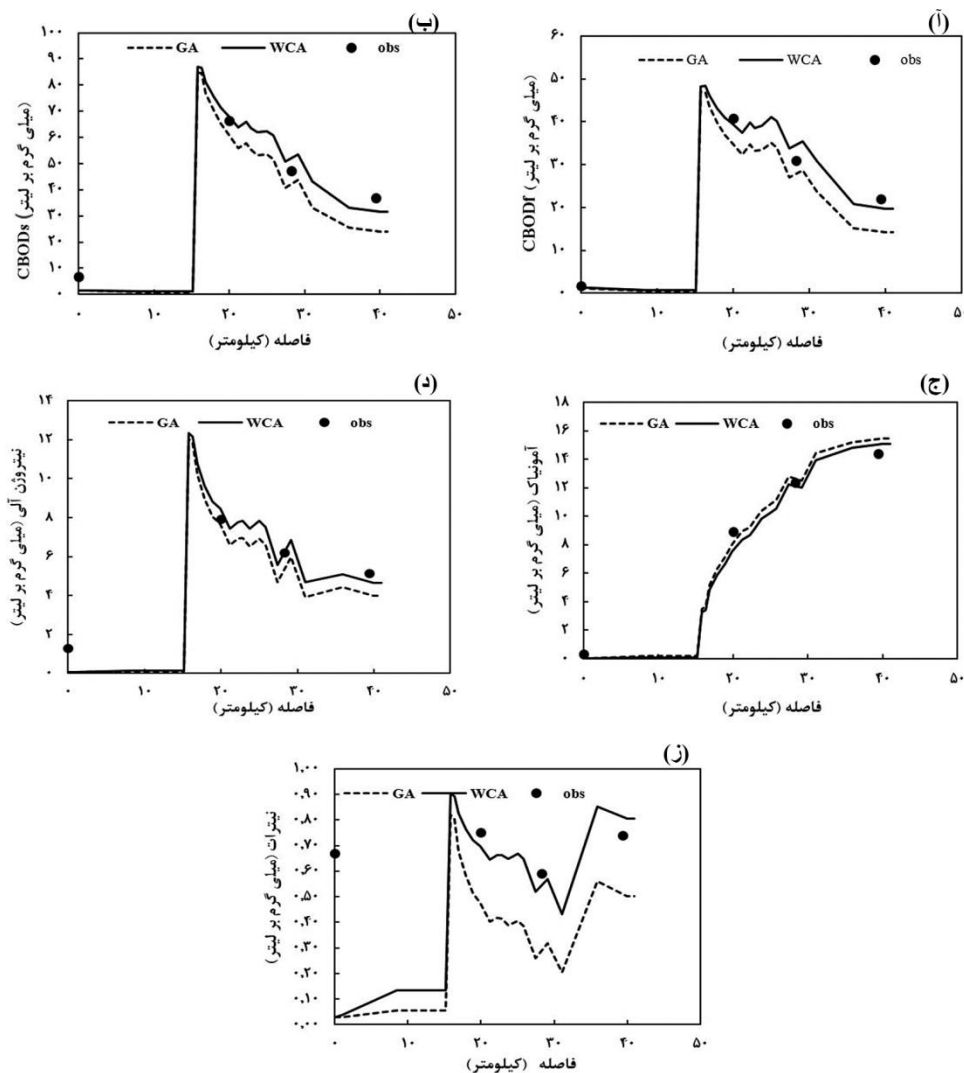 (آ)
GA WCA obs
۶۰
۵۰
۴۰
۳۰
۲۰
۱۰
۰
CBODf (میلی گرم بر لیتر)
۰ ۱۰ ۲۰ ۳۰ ۴۰ ۵۰
فاصله (کیلومتر)
(ب)
GA WCA obs
۱۰۰
۹۰
۸۰
۷۰
۶۰
۵۰
۴۰
۳۰
۲۰
۱۰
۰
CBODs (میلی گرم بر لیتر)
۰ ۱۰ ۲۰ ۳۰ ۴۰ ۵۰
فاصله (کیلومتر)
(ج)
GA WCA obs
۱۸
۱۶
۱۴
۱۲
۱۰
۸
۶
۴
۲
۰
آمونیاک (میلی گرم بر لیتر)
۰ ۱۰ ۲۰ ۳۰ ۴۰ ۵۰
فاصله (کیلومتر)
(د)
GA WCA obs
۱۴
۱۲
۱۰
۸
۶
۴
۲
۰
نیتروژن آلی (میلی گرم بر لیتر)
۰ ۱۰ ۲۰ ۳۰ ۴۰ ۵۰
فاصله (کیلومتر)
(ز)
GA WCA obs
۱,۰۰
۰,۹۰
۰,۸۰
۰,۷۰
۰,۶۰
۰,۵۰
۰,۴۰
۰,۳۰
۰,۲۰
۰,۱۰
۰,۰۰
نیترات (میلی گرم بر لیتر)
۰ ۱۰ ۲۰ ۳۰ ۴۰ ۵۰
فاصله (کیلومتر)